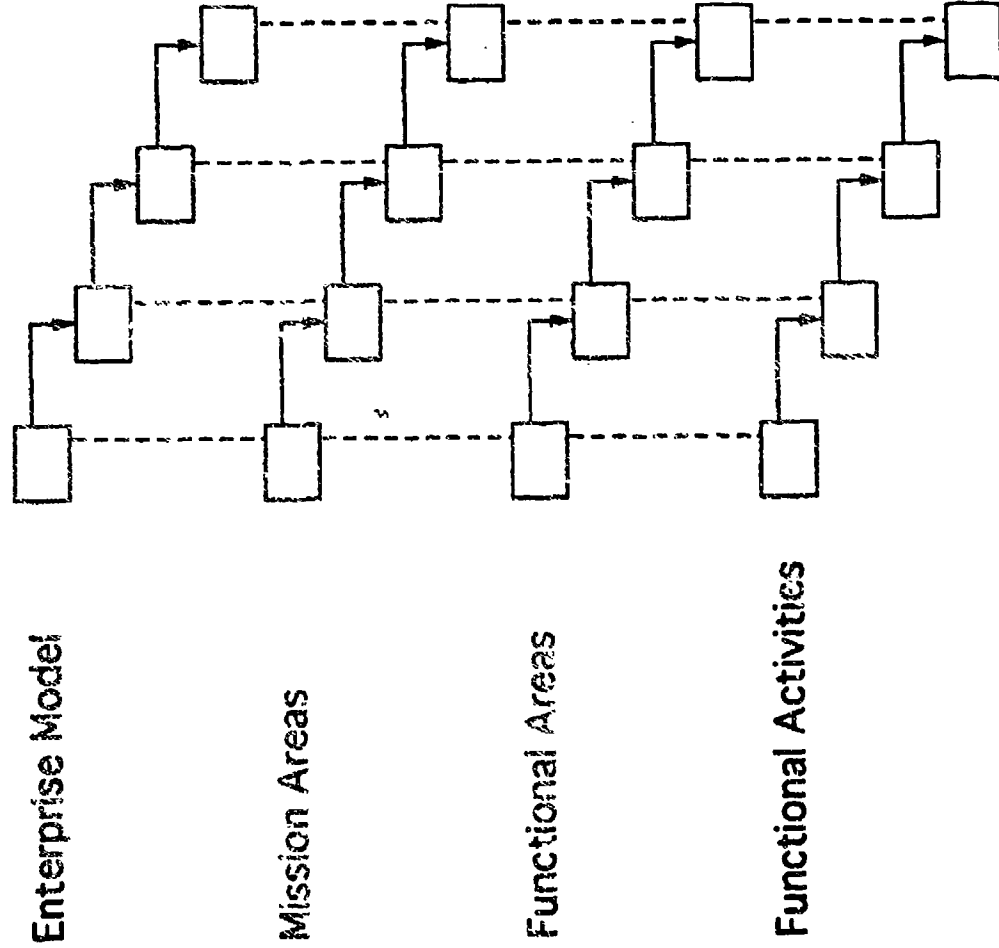 Enterprise Model
Mission Areas
Functional Areas
Functional Activities